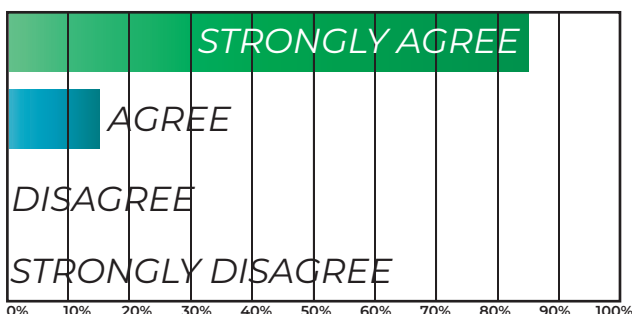 STRONGLY AGREE
AGREE
DISAGREE
STRONGLY DISAGREE
0% 10% 20% 30% 40% 50% 60% 70% 80% 90% 100%